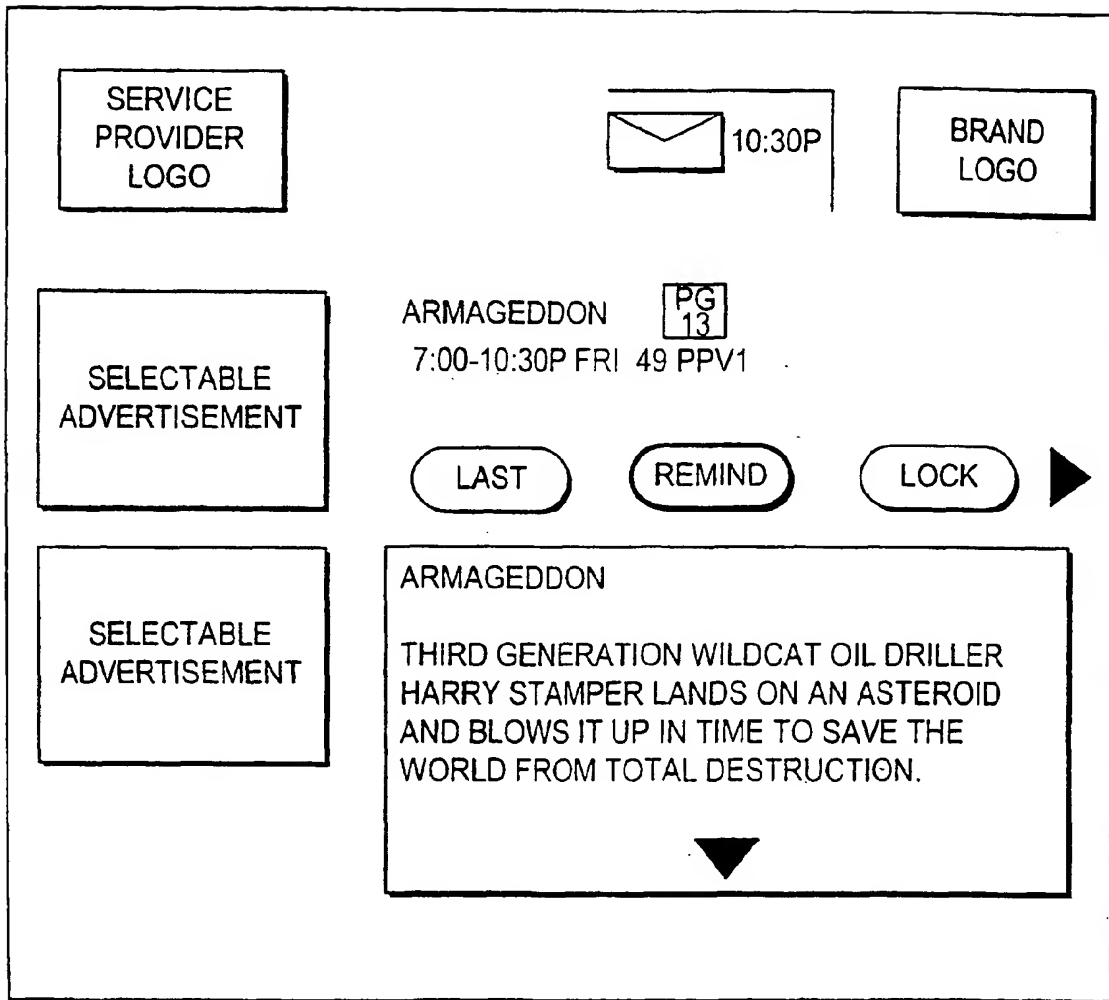 SERVICE
PROVIDER
LOGO
10:30P
BRAND
LOGO
SELECTABLE
ADVERTISEMENT
ARMAGEDDON PG
13
7:00-10:30P FRI 49 PPV1
LAST REMIND LOCK
SELECTABLE
ADVERTISEMENT
ARMAGEDDON
THIRD GENERATION WILDCAT OIL DRILLER
HARRY STAMPER LANDS ON AN ASTEROID
AND BLOWS IT UP IN TIME TO SAVE THE
WORLD FROM TOTAL DESTRUCTION.